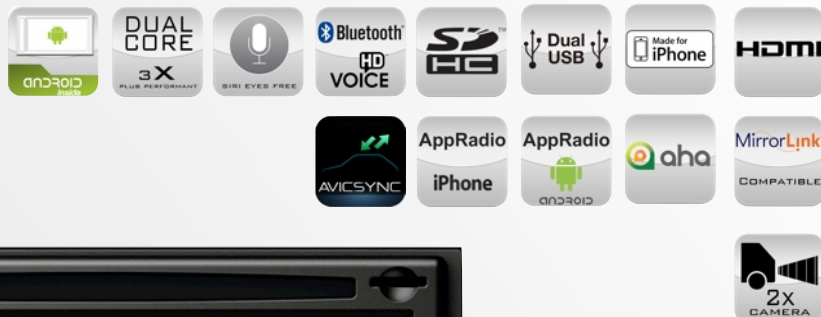 ANDROID
inside
DUAL
CORE
3X
PLUS PERFORMANT
SIRI EYES FREE
Bluetooth
HD
VOICE
SD
HC
Dual
USB
Made for
iPhone
HDMI
AVICSYNC
AppRadio
iPhone
AppRadio
ANDROID
aha
MirrorLink
COMPATIBLE
2X
CAMERA